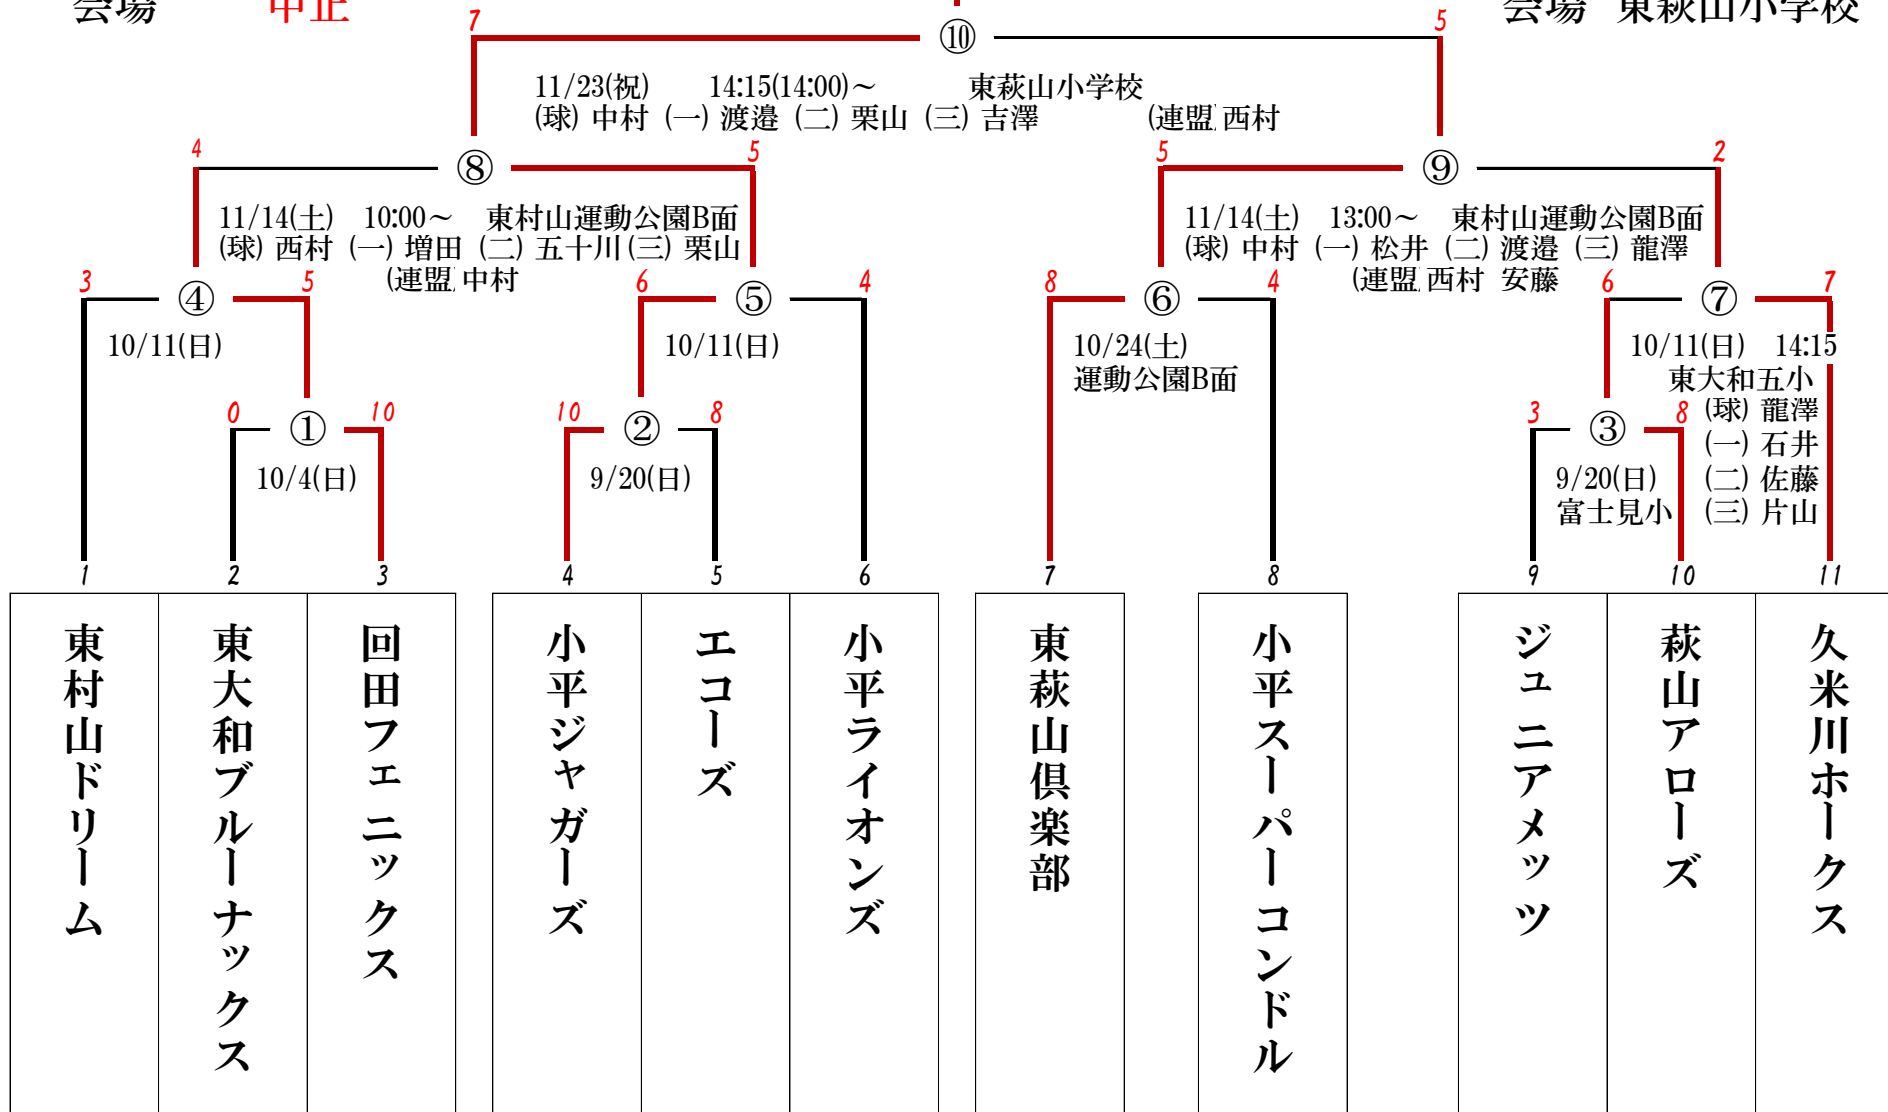 会場 中止 会場 東萩山小学校
7 ⑩ 5
11/23(祝) 14:15(14:00)～ 東萩山小学校
(球) 中村 (一) 渡邉 (二) 栗山 (三) 吉澤 (連盟) 西村
4 ⑧ 5
5 ⑨ 2
11/14(土) 10:00～ 東村山運動公園B面
(球) 西村 (一) 増田 (二) 五十川 (三) 栗山
(連盟) 中村
11/14(土) 13:00～ 東村山運動公園B面
(球) 中村 (一) 松井 (二) 渡邉 (三) 龍澤
(連盟) 西村 安藤
3 ④ 5
10/11(日)
6 ⑤ 4
10/11(日)
8 ⑥ 4
10/24(土)
運動公園B面
6 ⑦ 7
10/11(日) 14:15
東大和五小
(球) 龍澤
(一) 石井
(二) 佐藤
(三) 片山
0 ① 10
10/4(日)
10 ② 8
9/20(日)
3 ③ 8
9/20(日)
富士見小
1
東村山ドリーム
2
東大和ブルーナックス
3
回田フェニックス
4
小平ジャガーズ
5
エコーズ
6
小平ライオンズ
7
東萩山倶楽部
8
小平スーパーコンドル
9
ジュニアメッツ
10
萩山アローズ
11
久米川ホークス